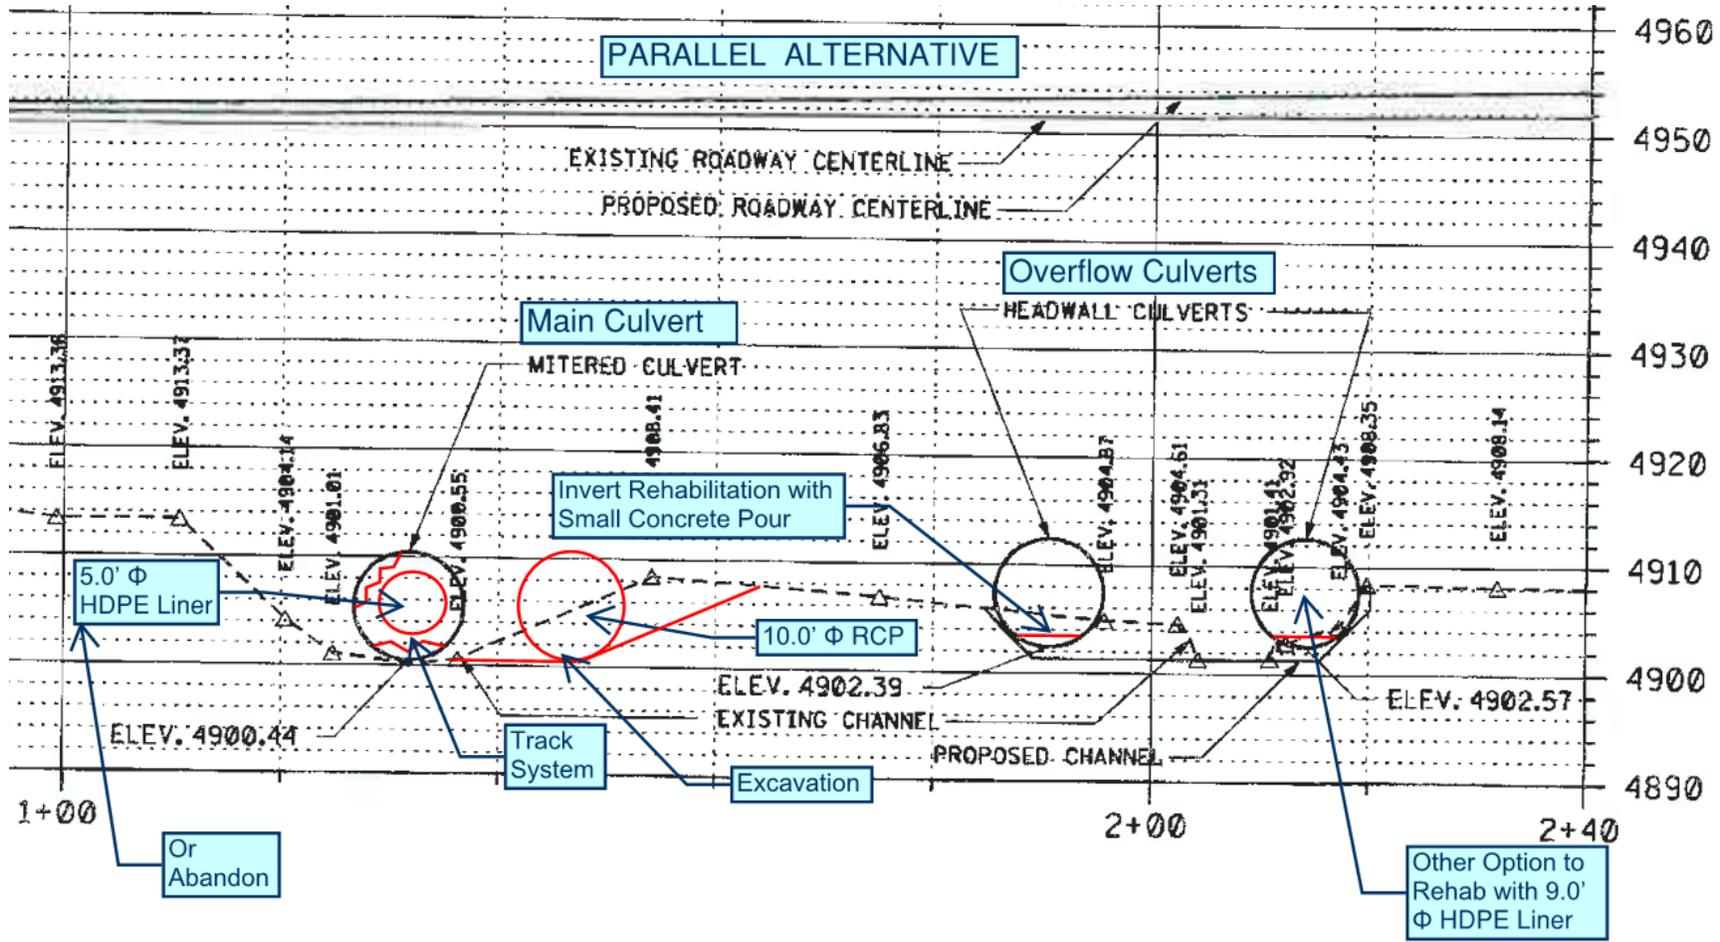 PARALLEL ALTERNATIVE
4960
4950
EXISTING ROADWAY CENTERLINE
PROPOSED ROADWAY CENTERLINE
4940
Overflow Culverts
HEADWALL CULVERTS
Main Culvert
MITERED CULVERT
4930
ELEV. 4913.36
ELEV. 4913.37
ELEV. 4904.14
ELEV. 4901.01
ELEV. 4900.55
4908.41
ELEV. 4906.83
ELEV. 4904.87
ELEV. 4904.61
ELEV. 4901.31
ELEV. 4901.41
ELEV. 4902.92
ELEV. 4904.43
ELEV. 4908.35
ELEV. 4908.14
4920
Invert Rehabilitation with
Small Concrete Pour
4910
5.0’ Φ
HDPE Liner
10.0’ Φ RCP
4900
ELEV. 4902.39
ELEV. 4902.57
EXISTING CHANNEL
ELEV. 4900.44
PROPOSED CHANNEL
Track
System
Excavation
4890
1+00
2+00
2+40
Or
Abandon
Other Option to
Rehab with 9.0’
Φ HDPE Liner